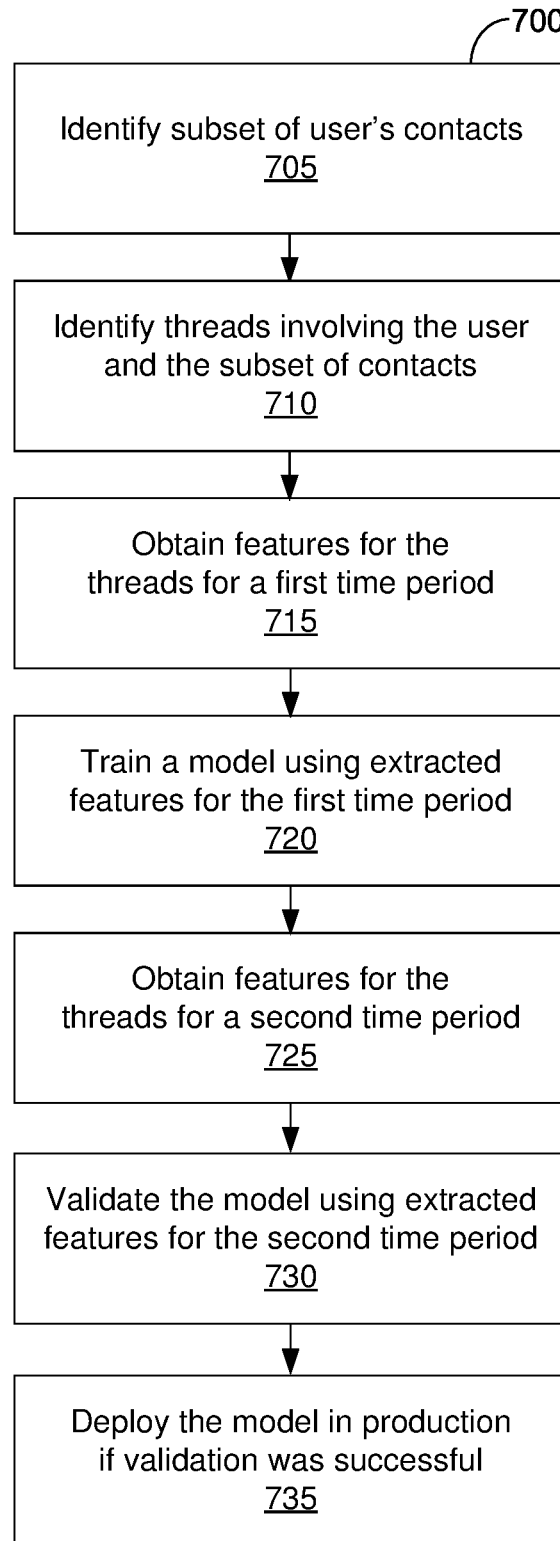 700
Identify subset of user's contacts
705
Identify threads involving the user
and the subset of contacts
710
Obtain features for the
threads for a first time period
715
Train a model using extracted
features for the first time period
720
Obtain features for the
threads for a second time period
725
Validate the model using extracted
features for the second time period
730
Deploy the model in production
if validation was successful
735